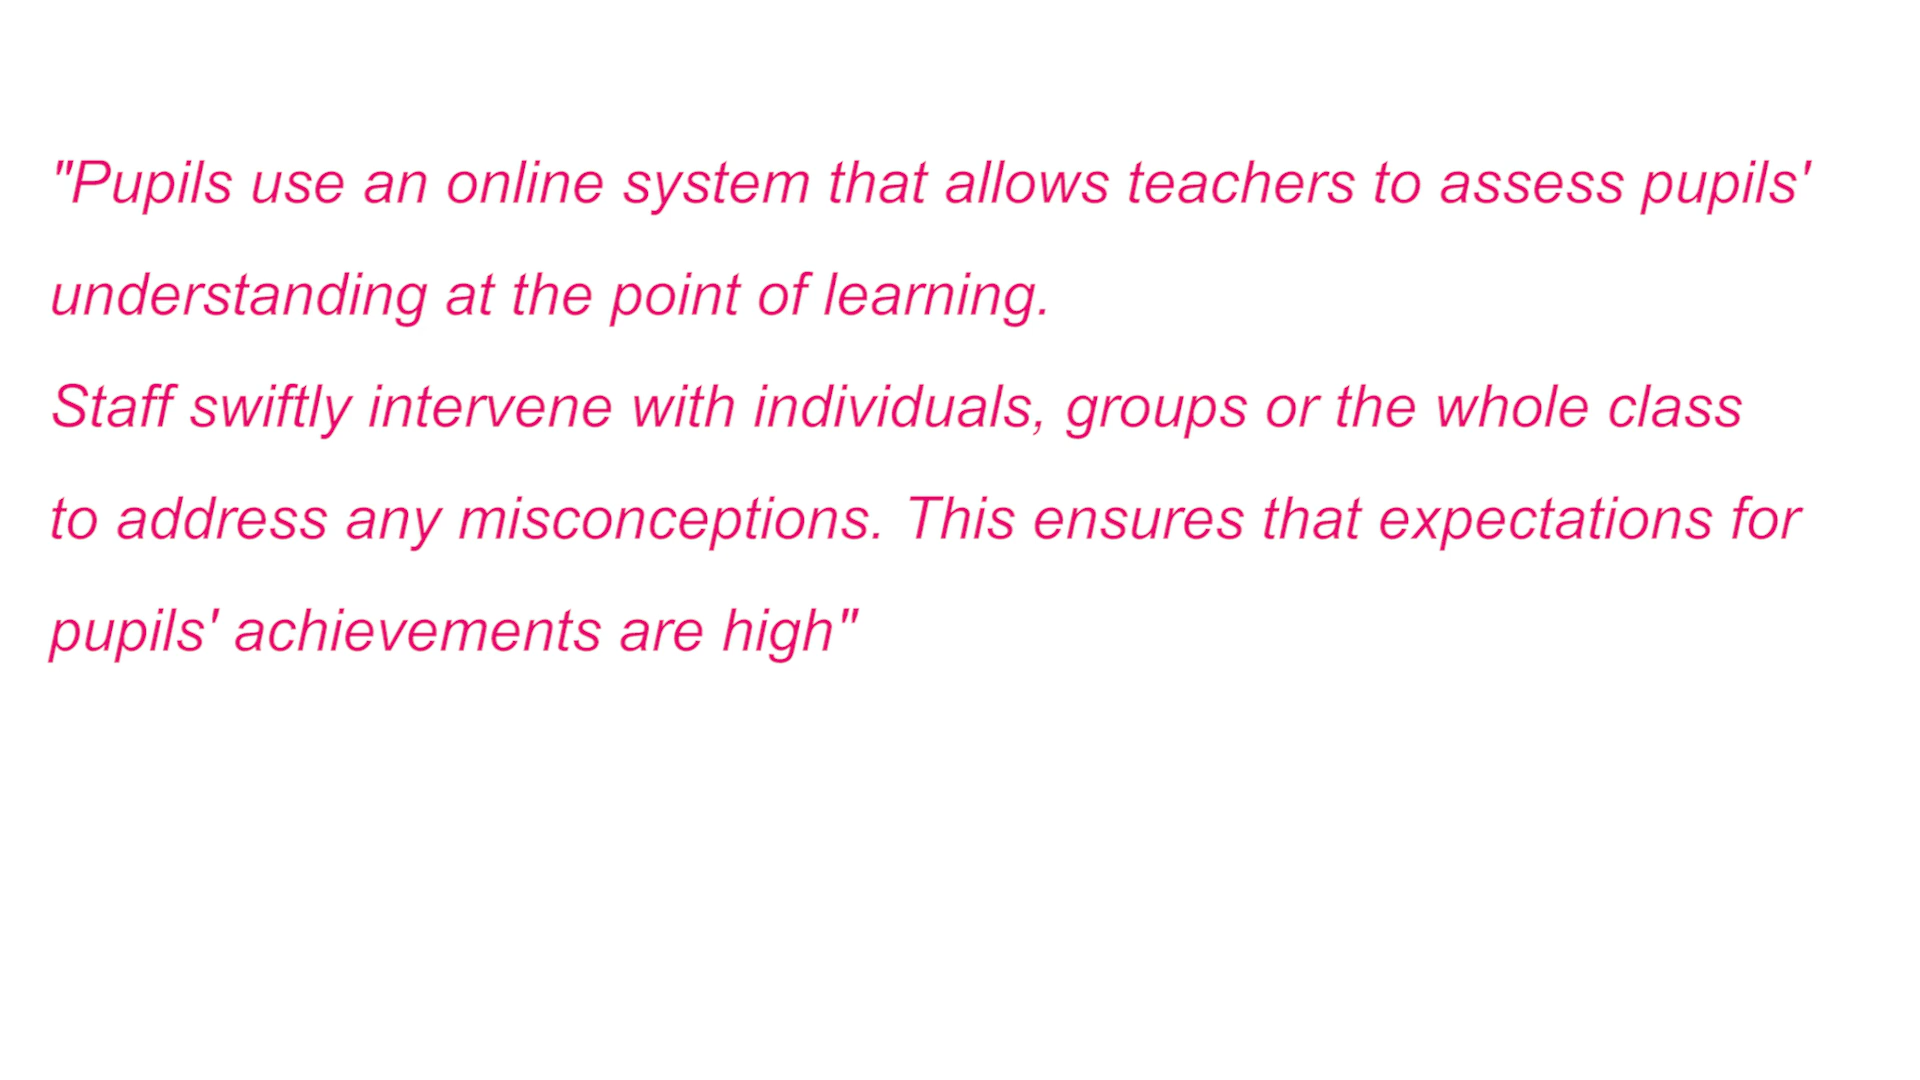 "Pupils use an online system that allows teachers to assess pupils'
understanding at the point of learning.
Staff swiftly intervene with individuals, groups or the whole class
to address any misconceptions. This ensures that expectations for
pupils' achievements are high"